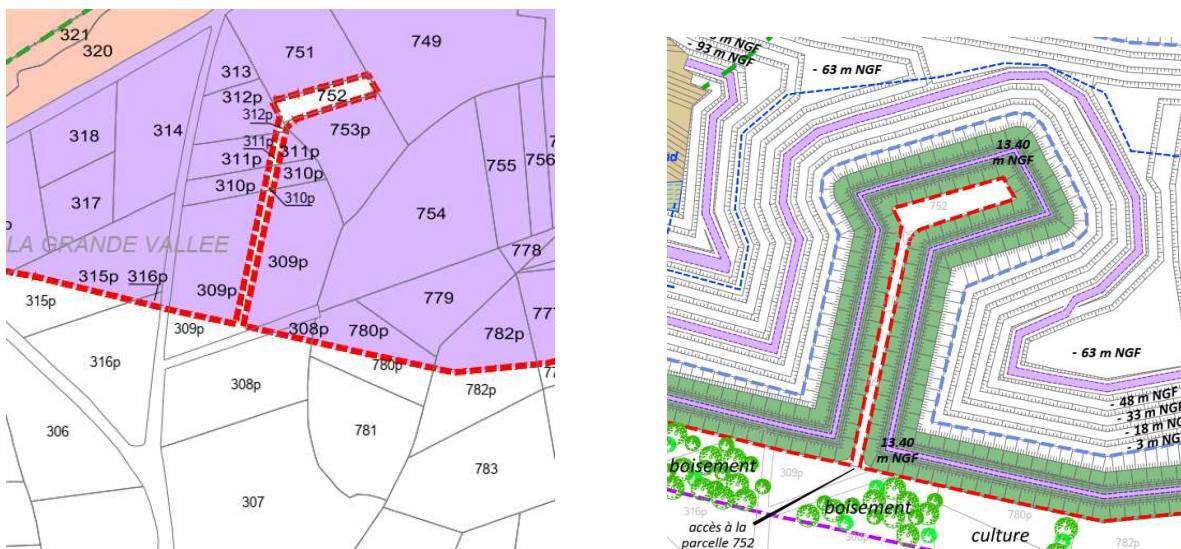 321
320
751
749
313
312p
752
312p
753p
318
314
311p
311p
311p
755
756
310p
310p
310p
317
754
LA GRANDE VALLEE
309p
778
315p
316p
309p
779
315p
309p
308p
780p
782p
316p
308p
780p
782p
306
781
783
307
- 93 m NGF
- 63 m NGF
13.40
m NGF
752
- 63 m NGF
- 48 m NGF
- 33 m NGF
- 18 m NGF
- 3 m NGF
13.40
m NGF
boisement
309p
316p
boisement
780p
accès à la
parcelle 752
culture
782p